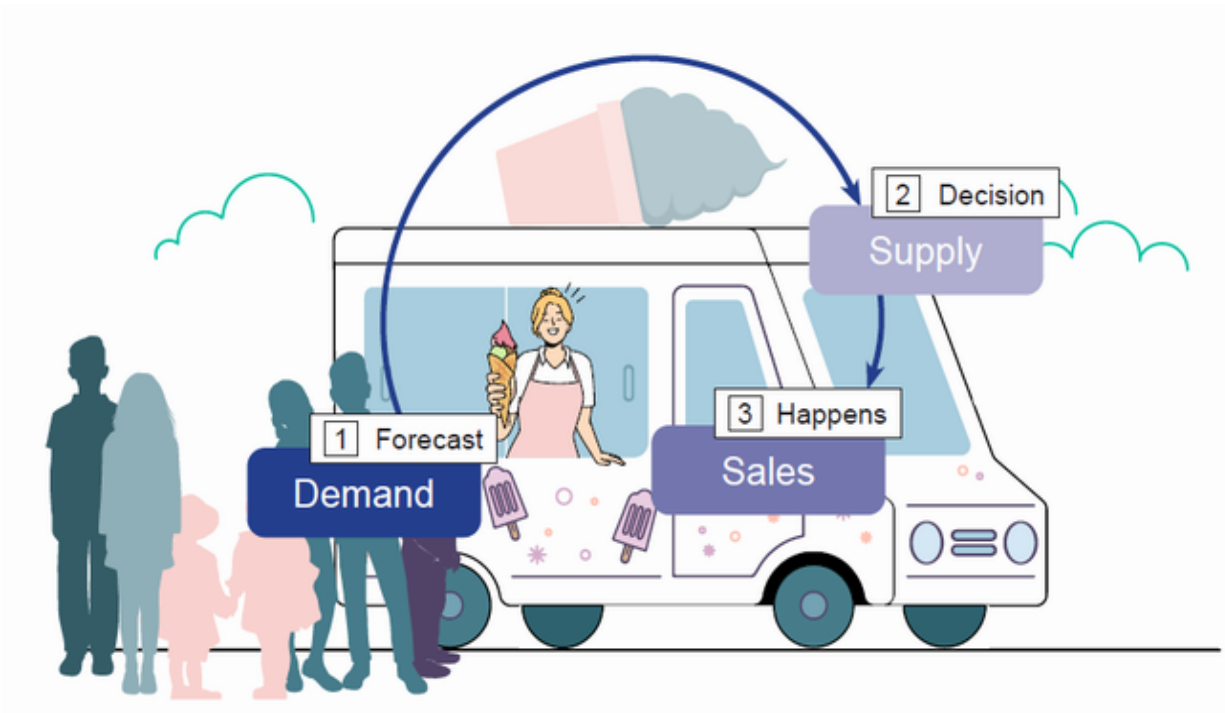 1 Forecast
Demand
2 Decision
Supply
3 Happens
Sales